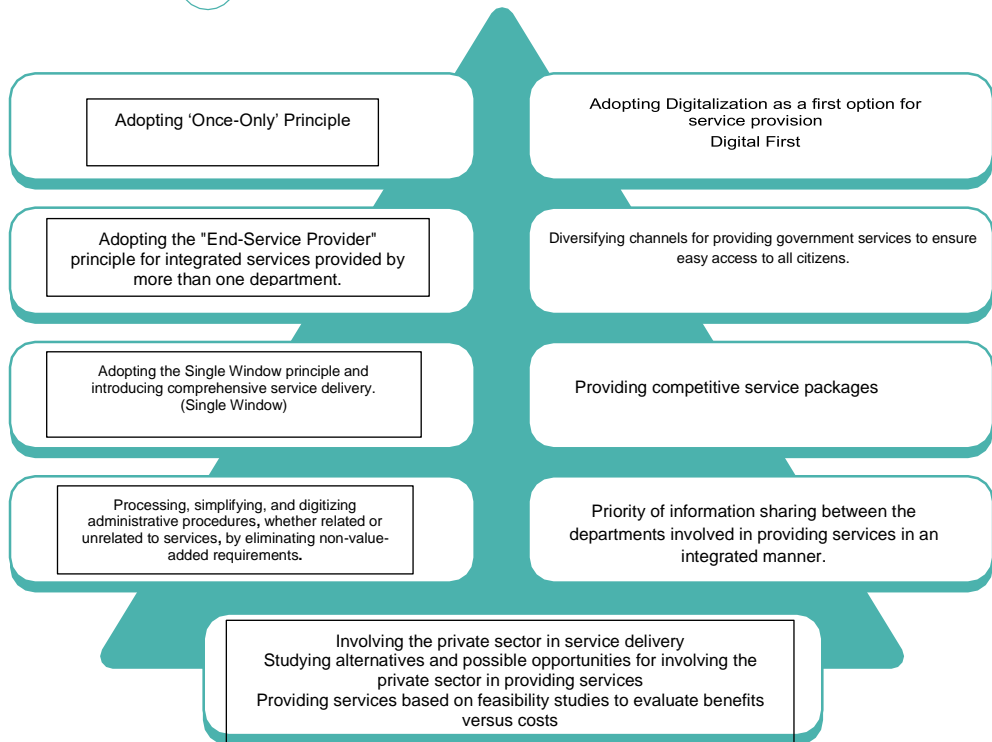 Adopting ‘Once-Only’ Principle
Adopting Digitalization as a first option for
service provision
Digital First
Adopting the "End-Service Provider"
principle for integrated services provided by
more than one department.
Diversifying channels for providing government services to ensure
easy access to all citizens.
Adopting the Single Window principle and
introducing comprehensive service delivery.
(Single Window)
Providing competitive service packages
Processing, simplifying, and digitizing
administrative procedures, whether related or
unrelated to services, by eliminating non-value-
added requirements.
Priority of information sharing between the
departments involved in providing services in an
integrated manner.
Involving the private sector in service delivery
Studying alternatives and possible opportunities for involving the
private sector in providing services
Providing services based on feasibility studies to evaluate benefits
versus costs